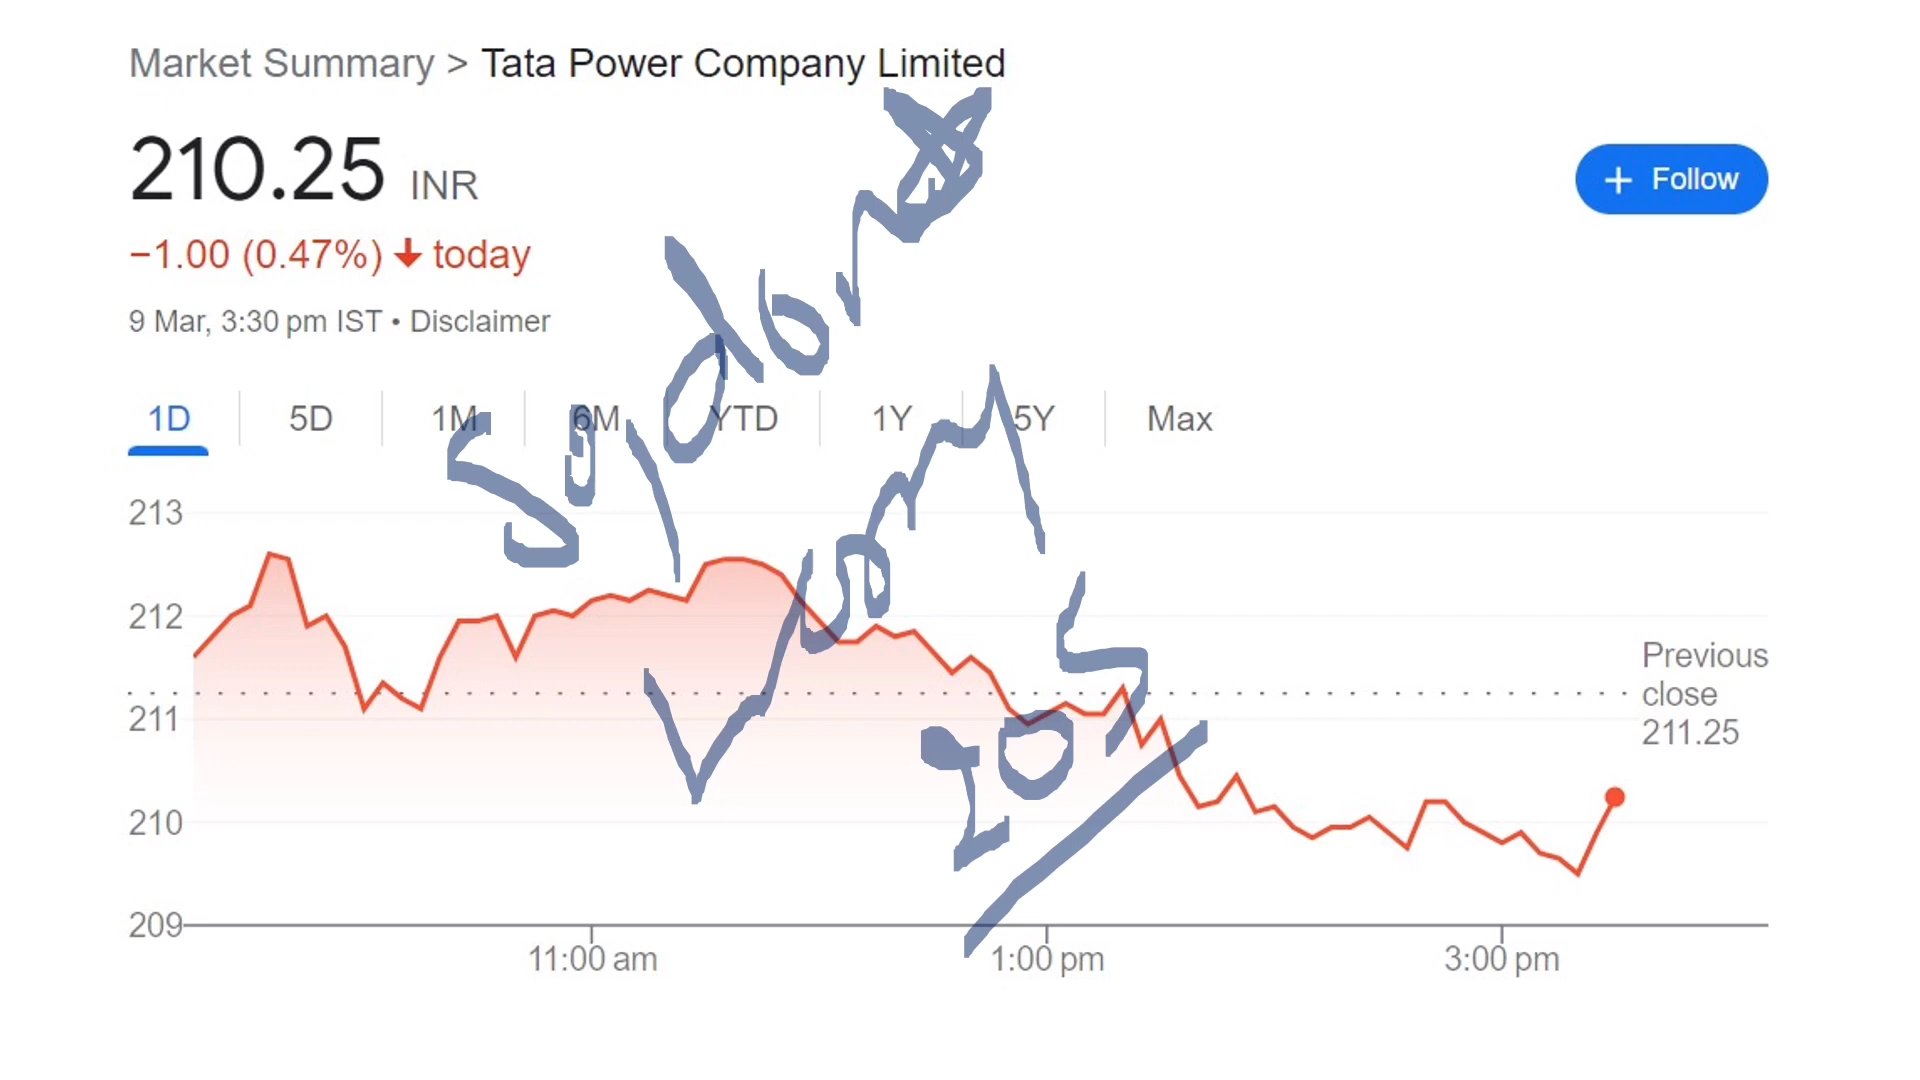 Market Summary > Tata Power Company Limited
210.25 INR
−1.00 (0.47%) ↓ today
9 Mar, 3:30 pm IST • Disclaimer
+ Follow
1D 5D 1M 6M YTD 1Y 5Y Max
213
212
211
210
209
Previous
close
211.25
11:00 am 1:00 pm 3:00 pm